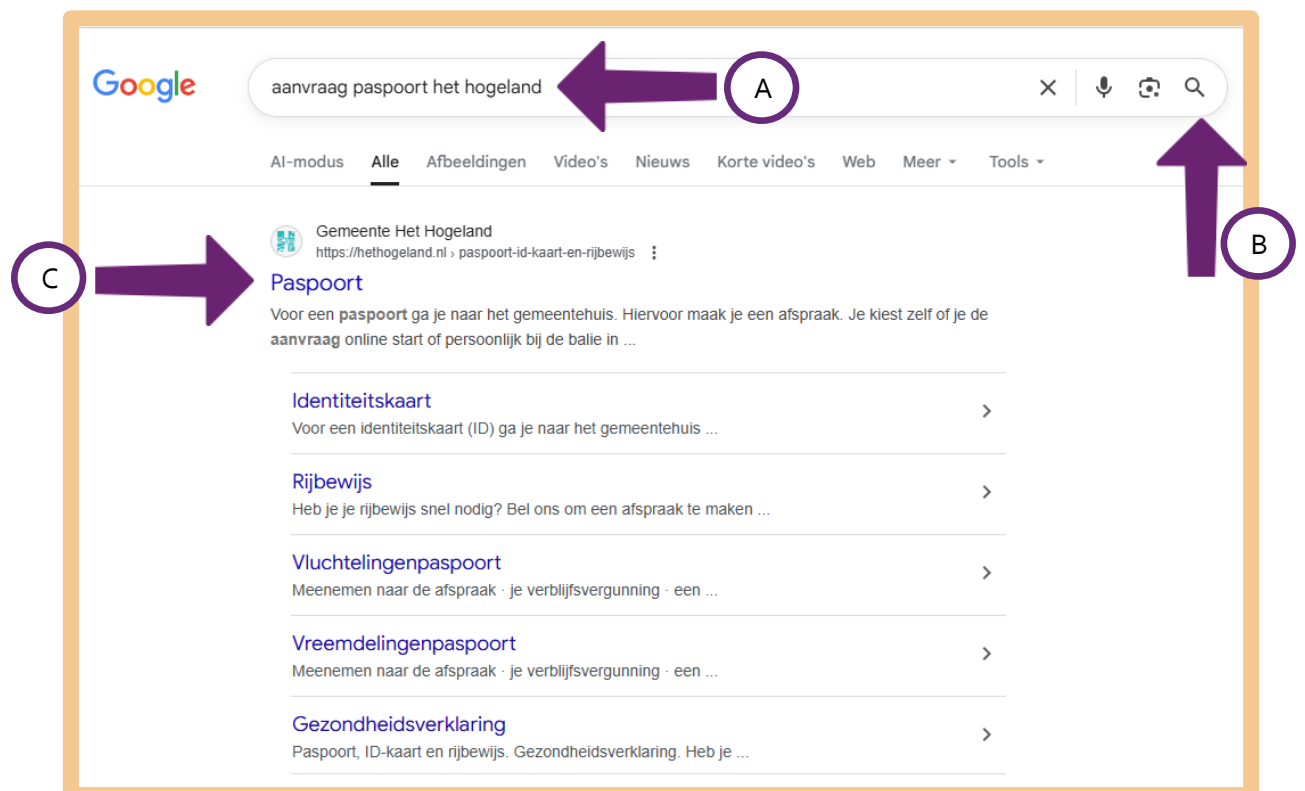 Google
aanvraag paspoort het hogeland
A
AI-modus Alle Afbeeldingen Video's Nieuws Korte video's Web Meer Tools
B
Gemeente Het Hogeland
https://hethogeland.nl › paspoort-id-kaart-en-rijbewijs
C
Paspoort
Voor een paspoort ga je naar het gemeentehuis. Hiervoor maak je een afspraak. Je kiest zelf of je de
aanvraag online start of persoonlijk bij de balie in ...
Identiteitskaart
Voor een identiteitskaart (ID) ga je naar het gemeentehuis ...
Rijbewijs
Heb je je rijbewijs snel nodig? Bel ons om een afspraak te maken ...
Vluchtelingenpaspoort
Meenemen naar de afspraak · je verblijfsvergunning · een ...
Vreemdelingenpaspoort
Meenemen naar de afspraak · je verblijfsvergunning · een ...
Gezondheidsverklaring
Paspoort, ID-kaart en rijbewijs. Gezondheidsverklaring. Heb je ...